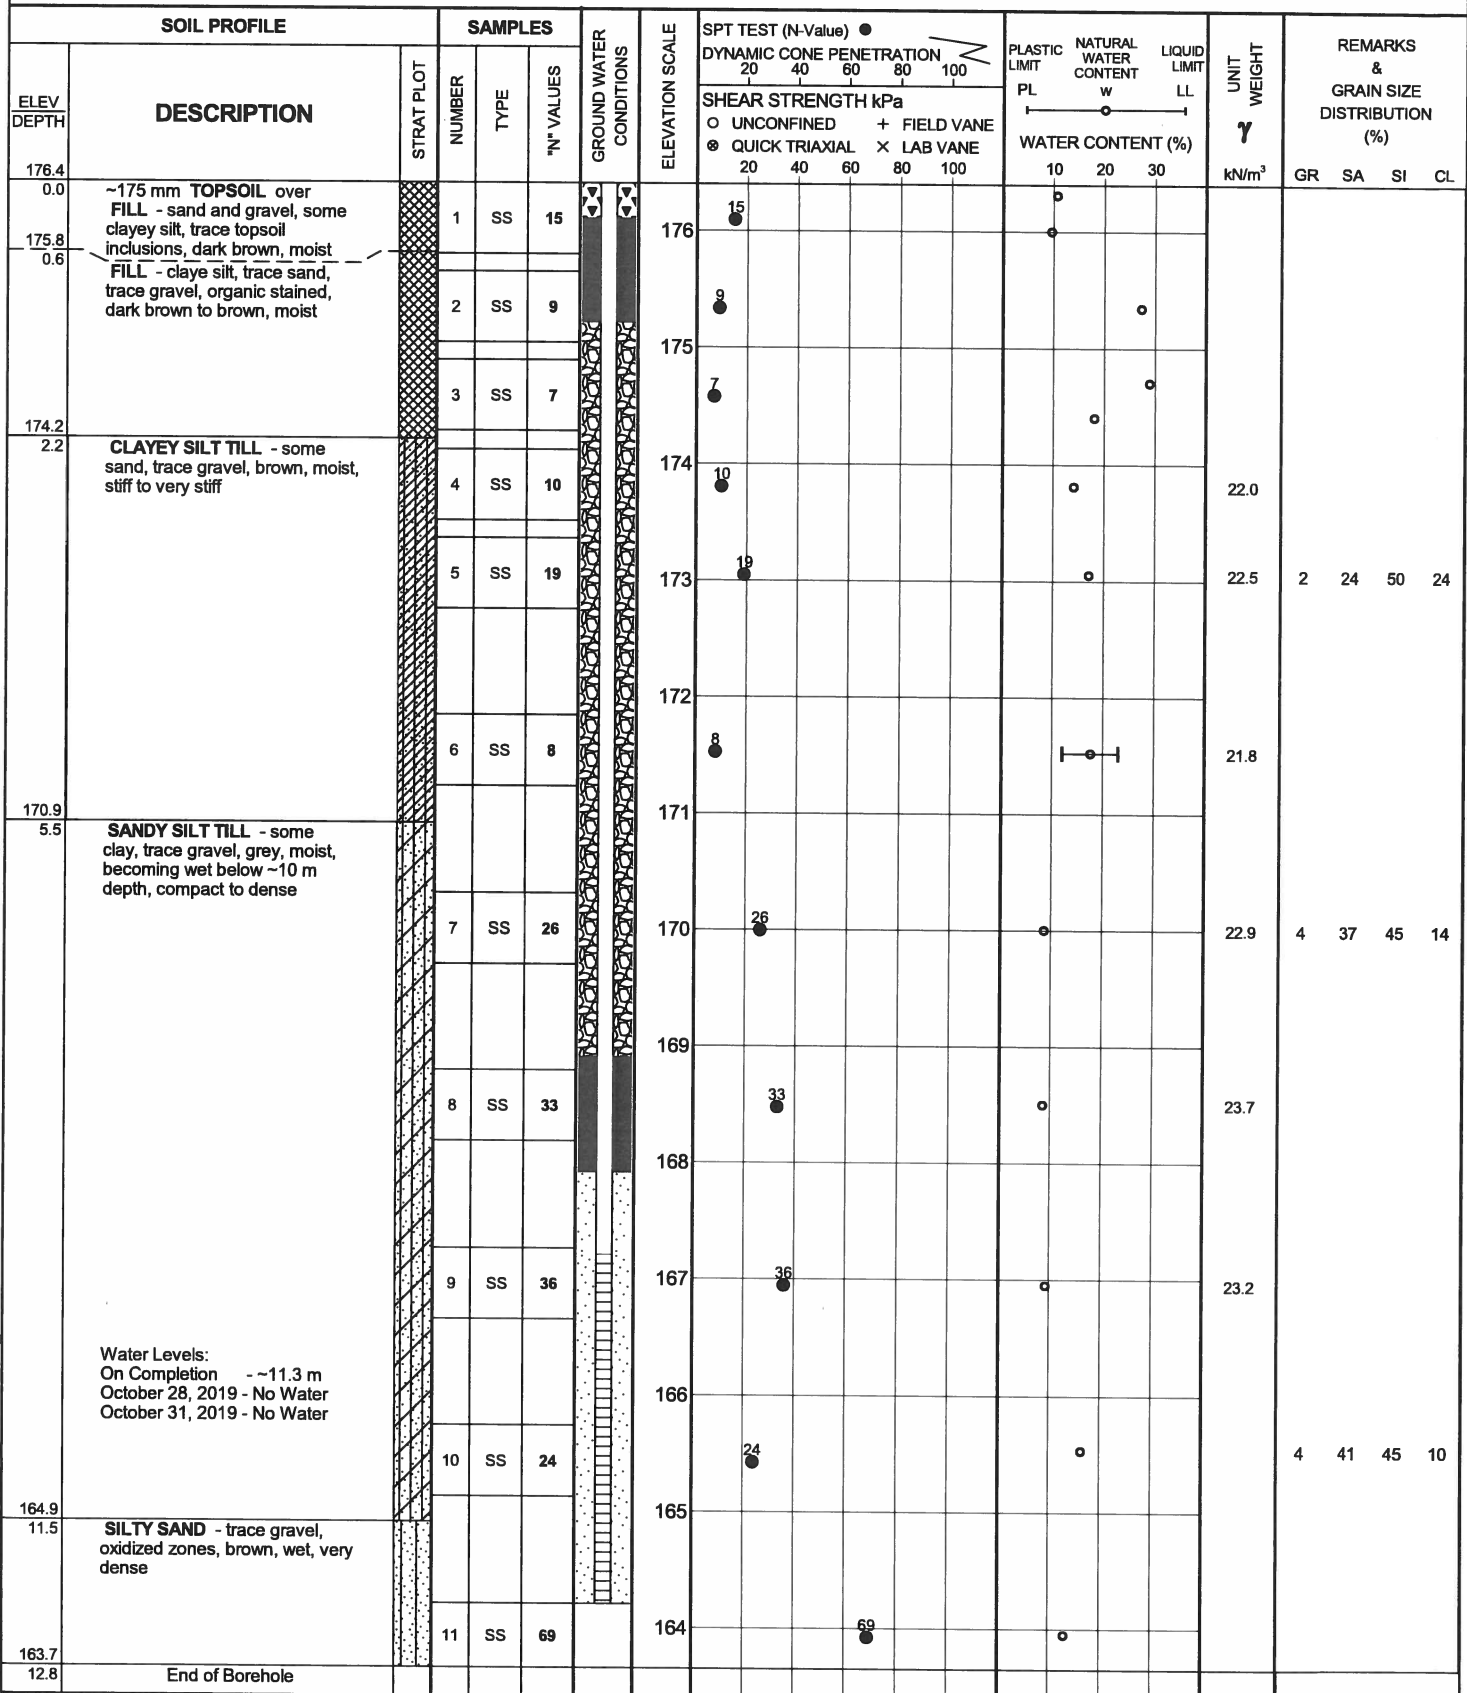 SOIL PROFILE
SAMPLES
ELEV
DEPTH
DESCRIPTION
STRAT PLOT
NUMBER
TYPE
"N" VALUES
GROUND WATER
CONDITIONS
ELEVATION SCALE
SPT TEST (N-Value)
DYNAMIC CONE PENETRATION
20 40 60 80 100
SHEAR STRENGTH kPa
UNCONFINED + FIELD VANE
QUICK TRIAXIAL × LAB VANE
20 40 60 80 100
PLASTIC
LIMIT
NATURAL
WATER
CONTENT
LIQUID
LIMIT
PL w LL
WATER CONTENT (%)
10 20 30
UNIT
WEIGHT
γ
kN/m³
REMARKS
&
GRAIN SIZE
DISTRIBUTION
(%)
GR SA SI CL
176.4
0.0
~175 mm TOPSOIL over
FILL - sand and gravel, some
clayey silt, trace topsoil
inclusions, dark brown, moist
1 SS 15
176
15
175.8
0.6
FILL - claye silt, trace sand,
trace gravel, organic stained,
dark brown to brown, moist
2 SS 9
9
175
3 SS 7
7
174.2
2.2
CLAYEY SILT TILL - some
sand, trace gravel, brown, moist,
stiff to very stiff
174
4 SS 10
10
22.0
5 SS 19
19
173
22.5 2 24 50 24
172
6 SS 8
8
21.8
171
170.9
5.5
SANDY SILT TILL - some
clay, trace gravel, grey, moist,
becoming wet below ~10 m
depth, compact to dense
7 SS 26
170
26
22.9 4 37 45 14
169
8 SS 33
33
23.7
168
9 SS 36
167
36
23.2
Water Levels:
On Completion - ~11.3 m
October 28, 2019 - No Water
October 31, 2019 - No Water
166
10 SS 24
24
4 41 45 10
165
164.9
11.5
SILTY SAND - trace gravel,
oxidized zones, brown, wet, very
dense
164
11 SS 69
69
163.7
12.8
End of Borehole